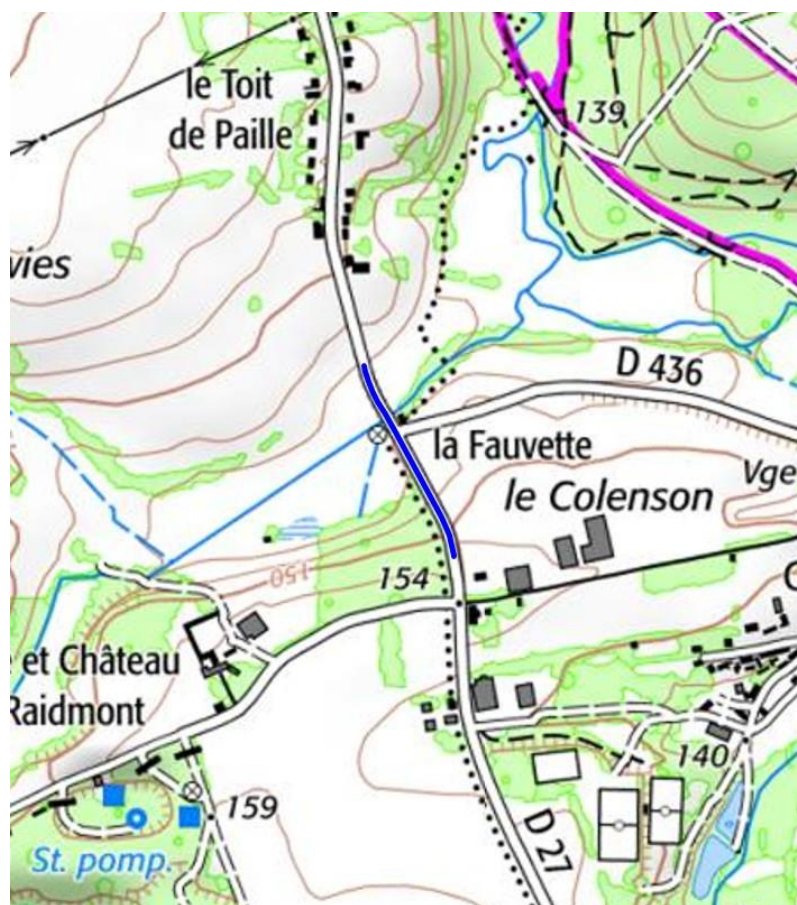 le Toit
de Paille
139
vies
D 436
la Fauvette
Vge
le Colenson
150
154
C
et Château
Raidmont
140
159
D 27
St. pomp.